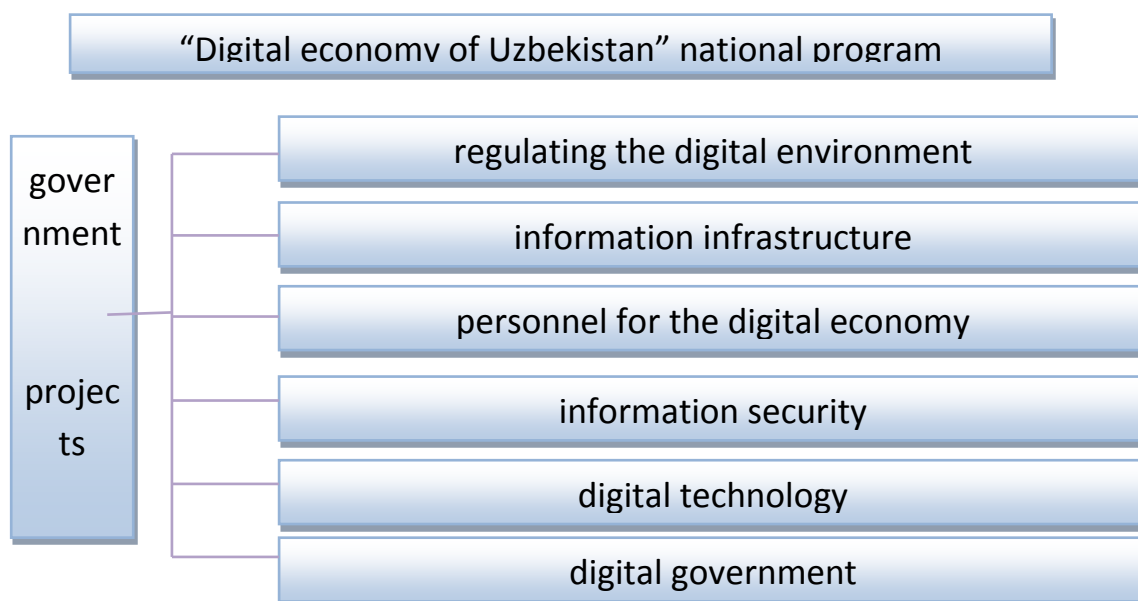 “Digital economy of Uzbekistan” national program
gover
nment
projec
ts
regulating the digital environment
information infrastructure
personnel for the digital economy
information security
digital technology
digital government